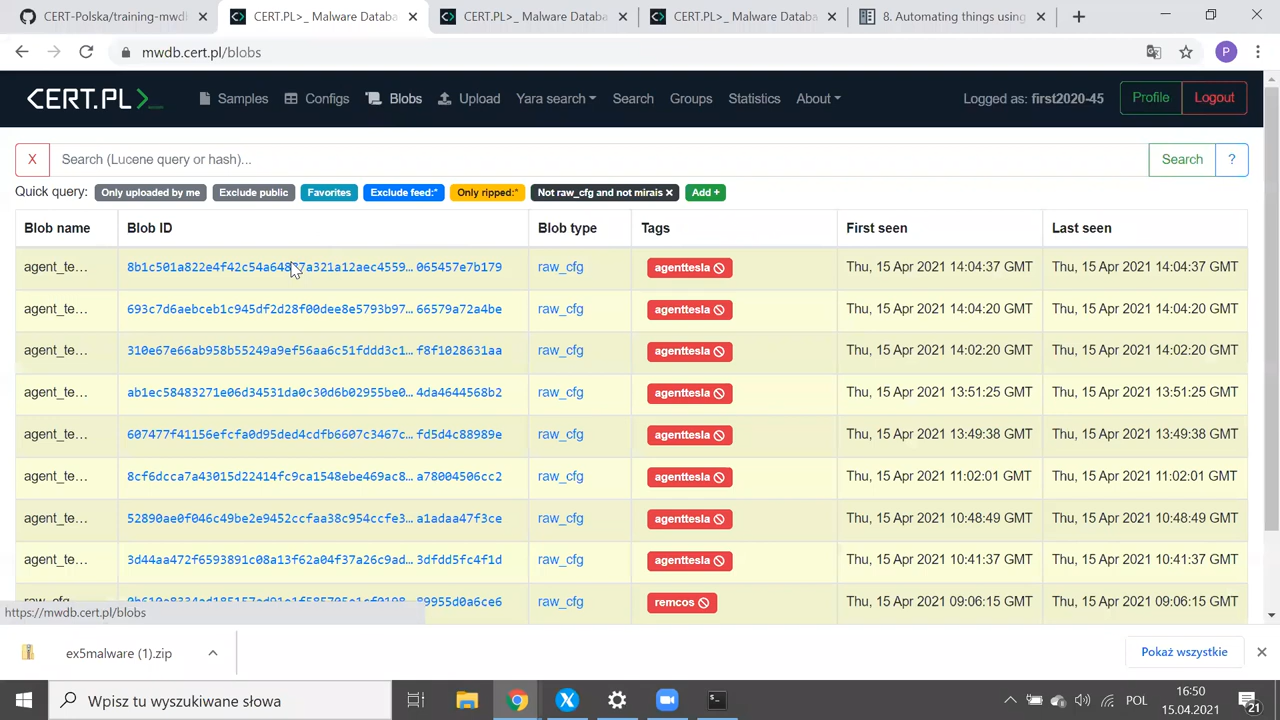 CERT-Polska/training-mwdb
CERT.PL>_ Malware Databa
CERT.PL>_ Malware Databa
CERT.PL>_ Malware Databa
8. Automating things using
mwdb.cert.pl/blobs
P
CERT.PL>
Samples
Configs
Blobs
Upload
Yara search
Search
Groups
Statistics
About
Logged as: first2020-45
Profile
Logout
X
Search (Lucene query or hash)...
Search
?
Quick query:
Only uploaded by me
Exclude public
Favorites
Exclude feed:*
Only ripped:*
Not raw_cfg and not mirais ×
Add +
Blob name Blob ID Blob type Tags First seen Last seen
agent_te… 8b1c501a822e4f42c54a6487a321a12aec4559… 065457e7b179 raw_cfg agenttesla Thu, 15 Apr 2021 14:04:37 GMT Thu, 15 Apr 2021 14:04:37 GMT
agent_te… 693c7d6aebceb1c945df2d28f00dee8e5793b97… 66579a72a4be raw_cfg agenttesla Thu, 15 Apr 2021 14:04:20 GMT Thu, 15 Apr 2021 14:04:20 GMT
agent_te… 310e67e66ab958b55249a9ef56aa6c51fddd3c1… f8f1028631aa raw_cfg agenttesla Thu, 15 Apr 2021 14:02:20 GMT Thu, 15 Apr 2021 14:02:20 GMT
agent_te… ab1ec58483271e06d34531da0c30d6b02955be0… 4da4644568b2 raw_cfg agenttesla Thu, 15 Apr 2021 13:51:25 GMT Thu, 15 Apr 2021 13:51:25 GMT
agent_te… 607477f41156efcfa0d95ded4cdfb6607c3467c… fd5d4c88989e raw_cfg agenttesla Thu, 15 Apr 2021 13:49:38 GMT Thu, 15 Apr 2021 13:49:38 GMT
agent_te… 8cf6dcca7a43015d22414fc9ca1548ebe469ac8… a78004506cc2 raw_cfg agenttesla Thu, 15 Apr 2021 11:02:01 GMT Thu, 15 Apr 2021 11:02:01 GMT
agent_te… 52890ae0f046c49be2e9452ccfaa38c954ccfe3… a1adaa47f3ce raw_cfg agenttesla Thu, 15 Apr 2021 10:48:49 GMT Thu, 15 Apr 2021 10:48:49 GMT
agent_te… 3d44aa472f6593891c08a13f62a04f37a26c9ad… 3dfdd5fc4f1d raw_cfg agenttesla Thu, 15 Apr 2021 10:41:37 GMT Thu, 15 Apr 2021 10:41:37 GMT
raw_cfg 89955d0a6ce6 raw_cfg remcos Thu, 15 Apr 2021 09:06:15 GMT Thu, 15 Apr 2021 09:06:15 GMT
https://mwdb.cert.pl/blobs
ex5malware (1).zip
Pokaż wszystkie
Wpisz tu wyszukiwane słowa
POL
16:50
15.04.2021
21